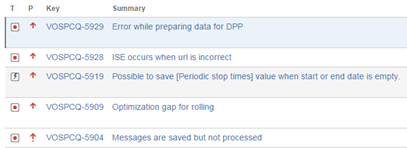 T P Key Summary
VOSPCQ-5929 Error while preparing data for DPP
VOSPCQ-5928 ISE occurs when url is incorrect
VOSPCQ-5919 Possible to save [Periodic stop times] value when start or end date is empty.
VOSPCQ-5909 Optimization gap for rolling
VOSPCQ-5904 Messages are saved but not processed